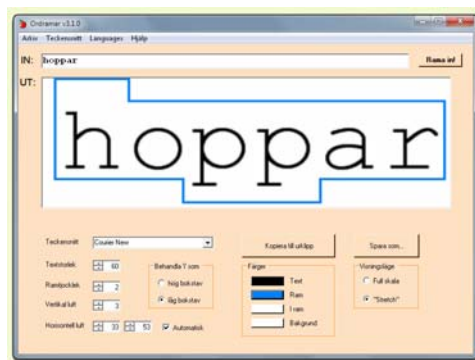 Ordramar v3.1.0
Arkiv Teckensnitt Languages Hjälp
IN: hoppar Rama in!
UT:
hoppar
Teckensnitt Courier New Kopiera till urklipp Spara som...
Textstorlek 60 Behandla 'i' som Färger Visningsläge
hög bokstav Text Full skala
Ramtjocklek 2 låg bokstav Ram "Stretch"
Vertikal luft 3 I ram
Horisontell luft 33 53 Automatisk Bakgrund